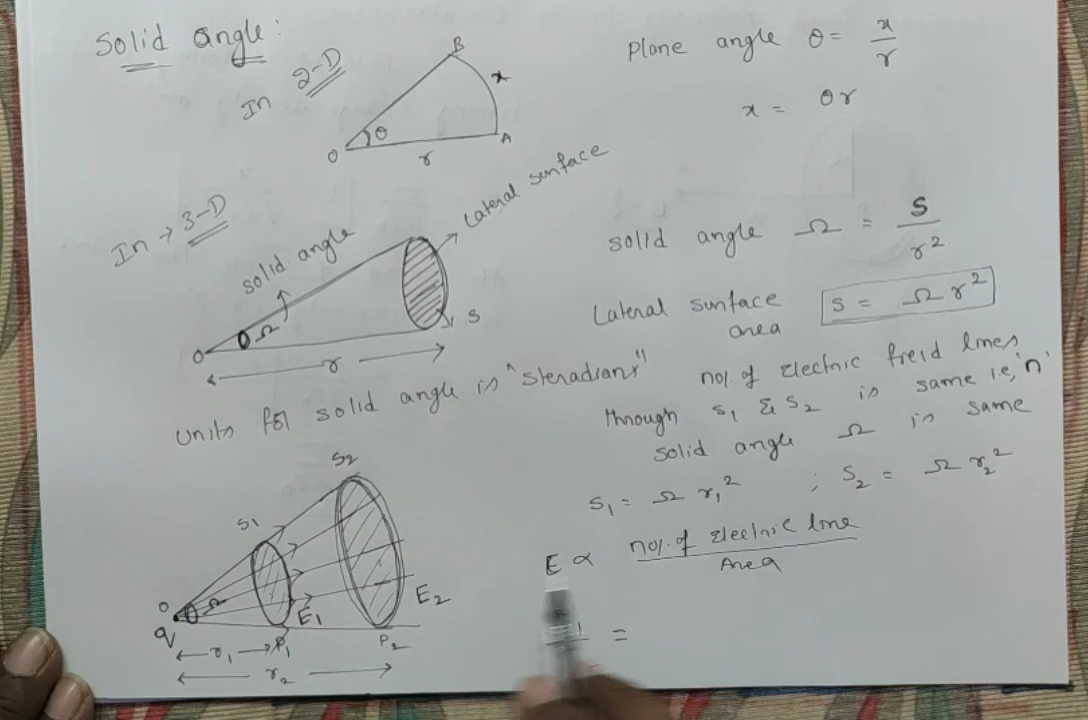 Solid angle:
In 2-D
B
x
θ
O
r
A
Plane angle θ = x/r
x = θr
In → 3-D
solid angle
Lateral surface
Ω
O
S
r
solid angle Ω = S/r²
Lateral surface area S = Ωr²
Units for solid angle is "steradians"
no/. of Electric freid lines
through S₁ & S₂ is same ie, 'n'
solid angle Ω is same
S₁ = Ω r₁² ; S₂ = Ω r₂²
E ∝ no/. of Electric line / Area
=
S₂
S₁
O
q
Ω
E₁
E₂
r₁
P₁
P₂
r₂